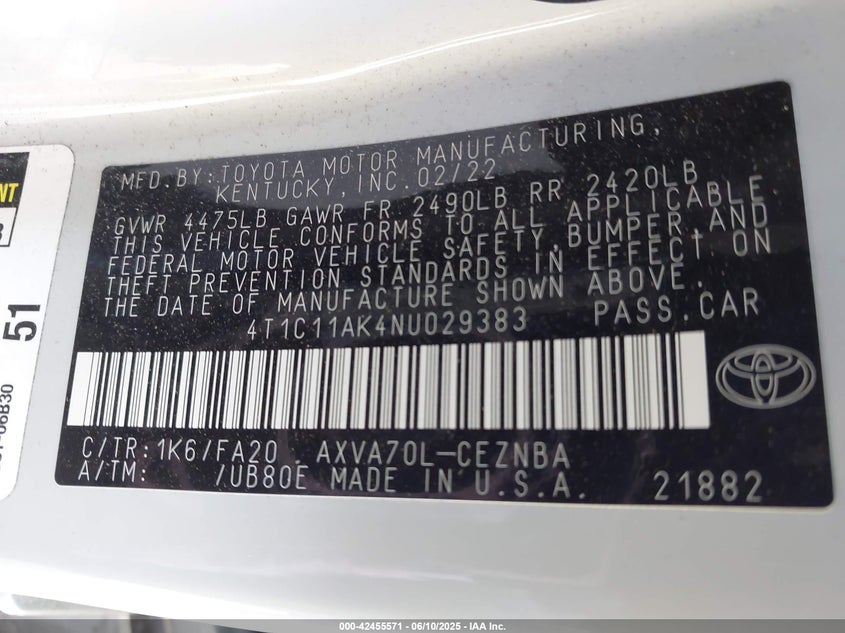 MFD.BY:TOYOTA MOTOR MANUFACTURING,
KENTUCKY,INC.02/22
GVWR 4475LB GAWR FR 2490LB RR 2420LB
THIS VEHICLE CONFORMS TO ALL APPLICABLE
FEDERAL MOTOR VEHICLE SAFETY,BUMPER,AND
THEFT PREVENTION STANDARDS IN EFFECT ON
THE DATE OF MANUFACTURE SHOWN ABOVE.
4T1C11AK4NU029383 PASS.CAR
C/TR:1K6/FA20 AXVA70L-CEZNBA
A/TM: /UB80E MADE IN U.S.A. 21882
51
000-42455571 | 06/10/2025 - IAA Inc.